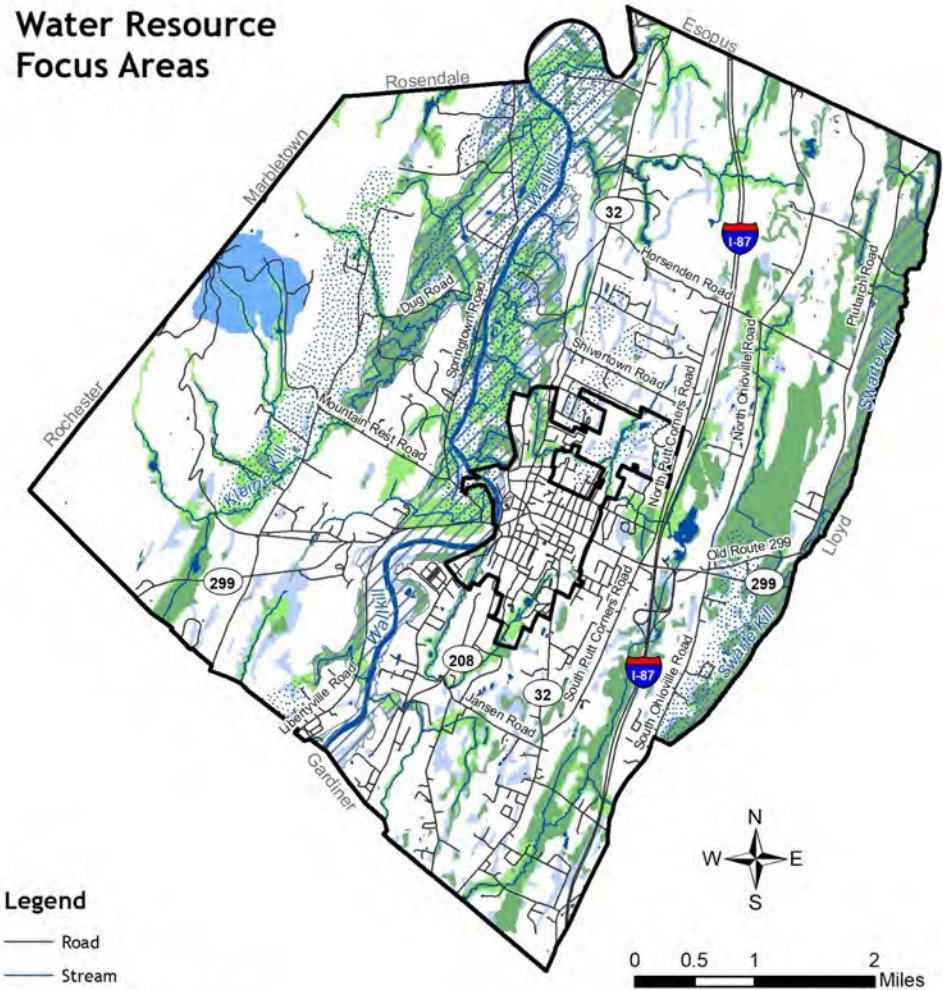 Water Resource
Focus Areas
Esopus
Rosendale
Marbletown
Wallkill
32
I-87
Horsenden Road
Plutarch Road
Dug Road
Springtown Road
Swarte Kill
Shivertown Road
North Ohioville Road
North Putt Corners Road
Rochester
Mountain Rest Road
Kleine Kill
Old Route 299
Lloyd
299
299
Wallkill
South Putt Corners Road
Swarte Kill
208
I-87
32
South Ohioville Road
Libertyville Road
Jansen Road
Gardiner
N
W E
S
Legend
Road
Stream
0 0.5 1 2
Miles